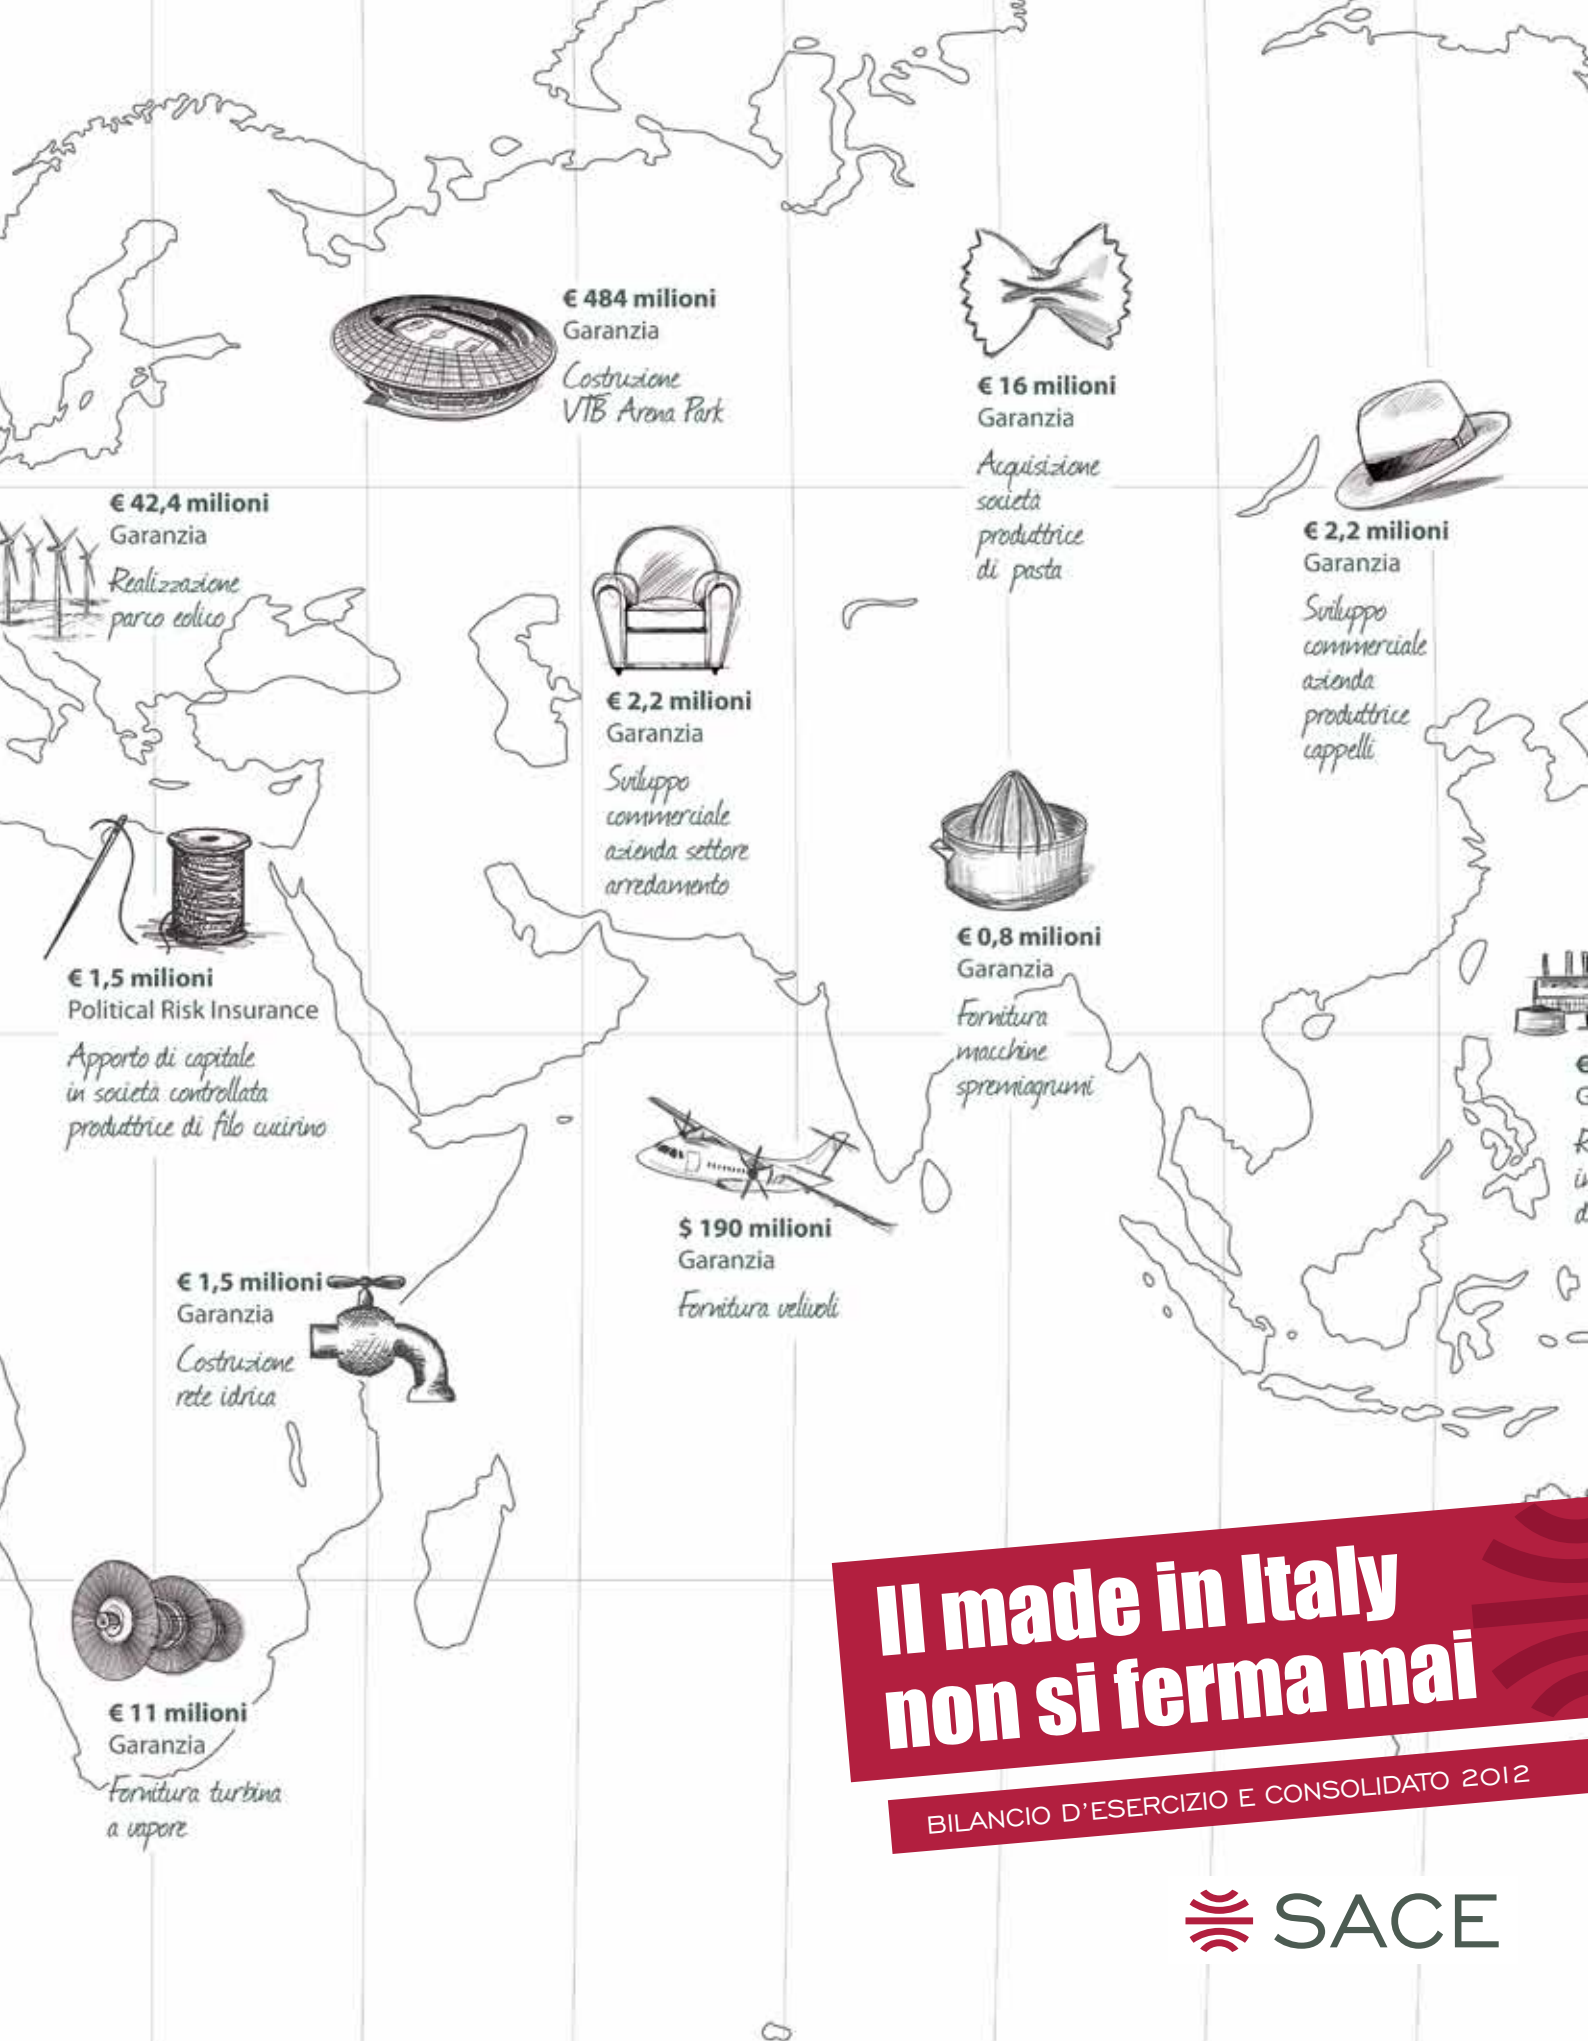 € 484 milioni
Garanzia
Costruzione
VTB Arena Park
€ 16 milioni
Garanzia
Acquisizione
società
produttrice
di pasta
€ 2,2 milioni
Garanzia
Sviluppo
commerciale
azienda
produttrice
cappelli
€ 42,4 milioni
Garanzia
Realizzazione
parco eolico
€ 2,2 milioni
Garanzia
Sviluppo
commerciale
azienda settore
arredamento
€ 0,8 milioni
Garanzia
Fornitura
macchine
spremiagrumi
€ 1,5 milioni
Political Risk Insurance
Apporto di capitale
in società controllata
produttrice di filo cucirino
$ 190 milioni
Garanzia
Fornitura velivoli
€ 1,5 milioni
Garanzia
Costruzione
rete idrica
€ 11 milioni
Garanzia
Fornitura turbina
a vapore
€
Il made in Italy
non si ferma mai
BILANCIO D'ESERCIZIO E CONSOLIDATO 2012
SACE